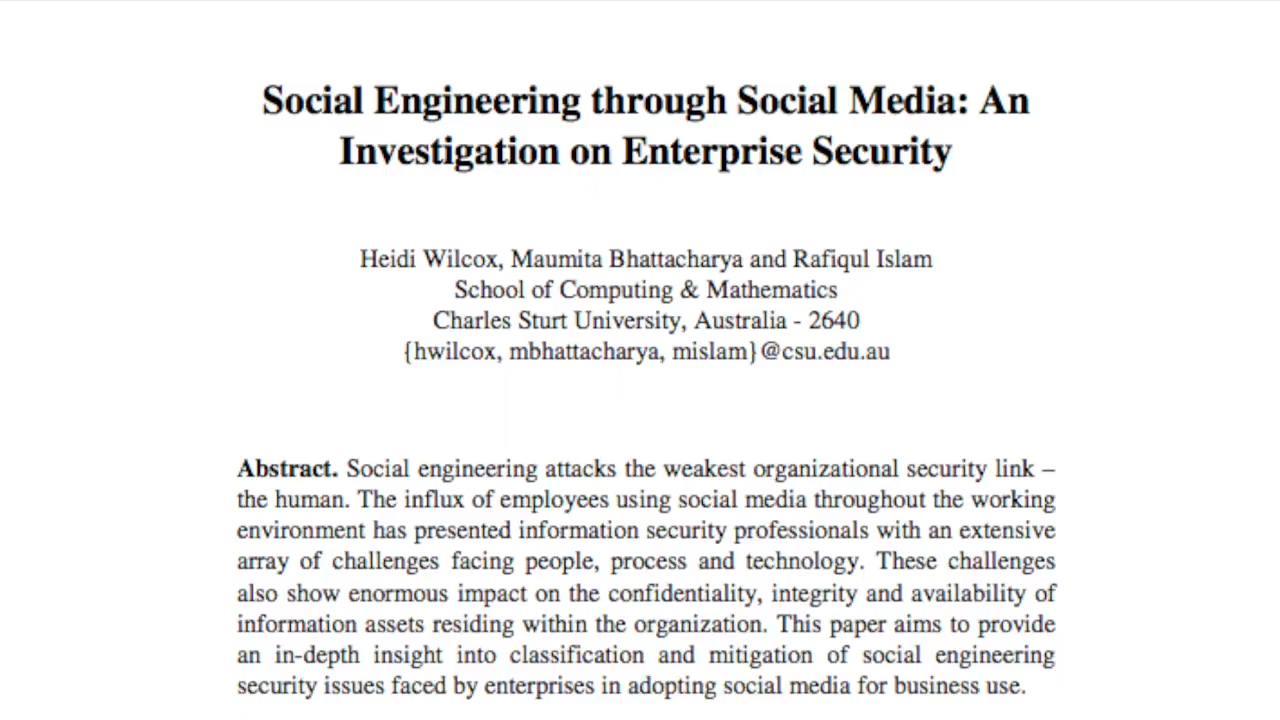 Social Engineering through Social Media: An
Investigation on Enterprise Security
Heidi Wilcox, Maumita Bhattacharya and Rafiqul Islam
School of Computing & Mathematics
Charles Sturt University, Australia - 2640
{hwilcox, mbhattacharya, mislam}@csu.edu.au
Abstract. Social engineering attacks the weakest organizational security link –
the human. The influx of employees using social media throughout the working
environment has presented information security professionals with an extensive
array of challenges facing people, process and technology. These challenges
also show enormous impact on the confidentiality, integrity and availability of
information assets residing within the organization. This paper aims to provide
an in-depth insight into classification and mitigation of social engineering
security issues faced by enterprises in adopting social media for business use.